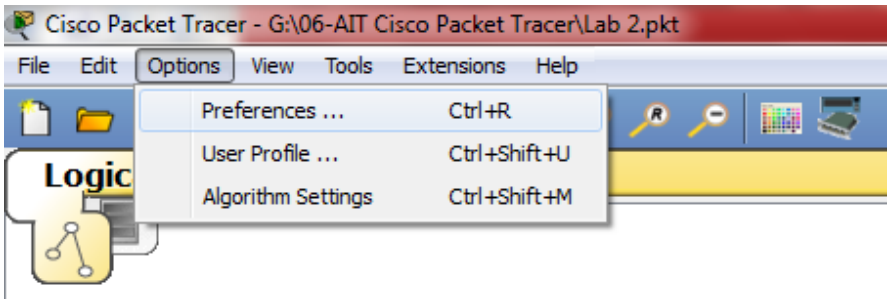 Cisco Packet Tracer - G:\06-AIT Cisco Packet Tracer\Lab 2.pkt
File Edit Options View Tools Extensions Help
Preferences ... Ctrl+R
User Profile ... Ctrl+Shift+U
Algorithm Settings Ctrl+Shift+M
R
Logic